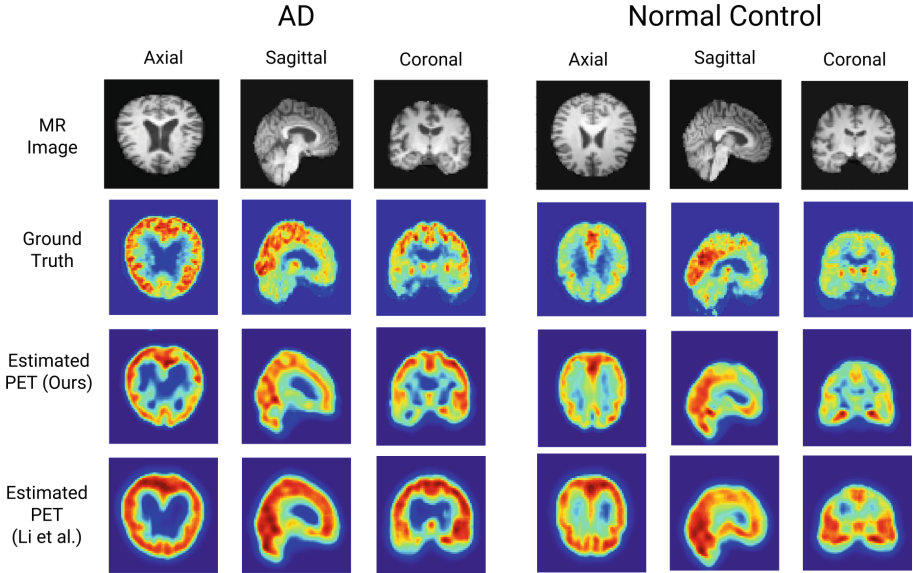 AD
Normal Control
Axial
Sagittal
Coronal
Axial
Sagittal
Coronal
MR
Image
Ground
Truth
Estimated
PET (Ours)
Estimated
PET
(Li et al.)